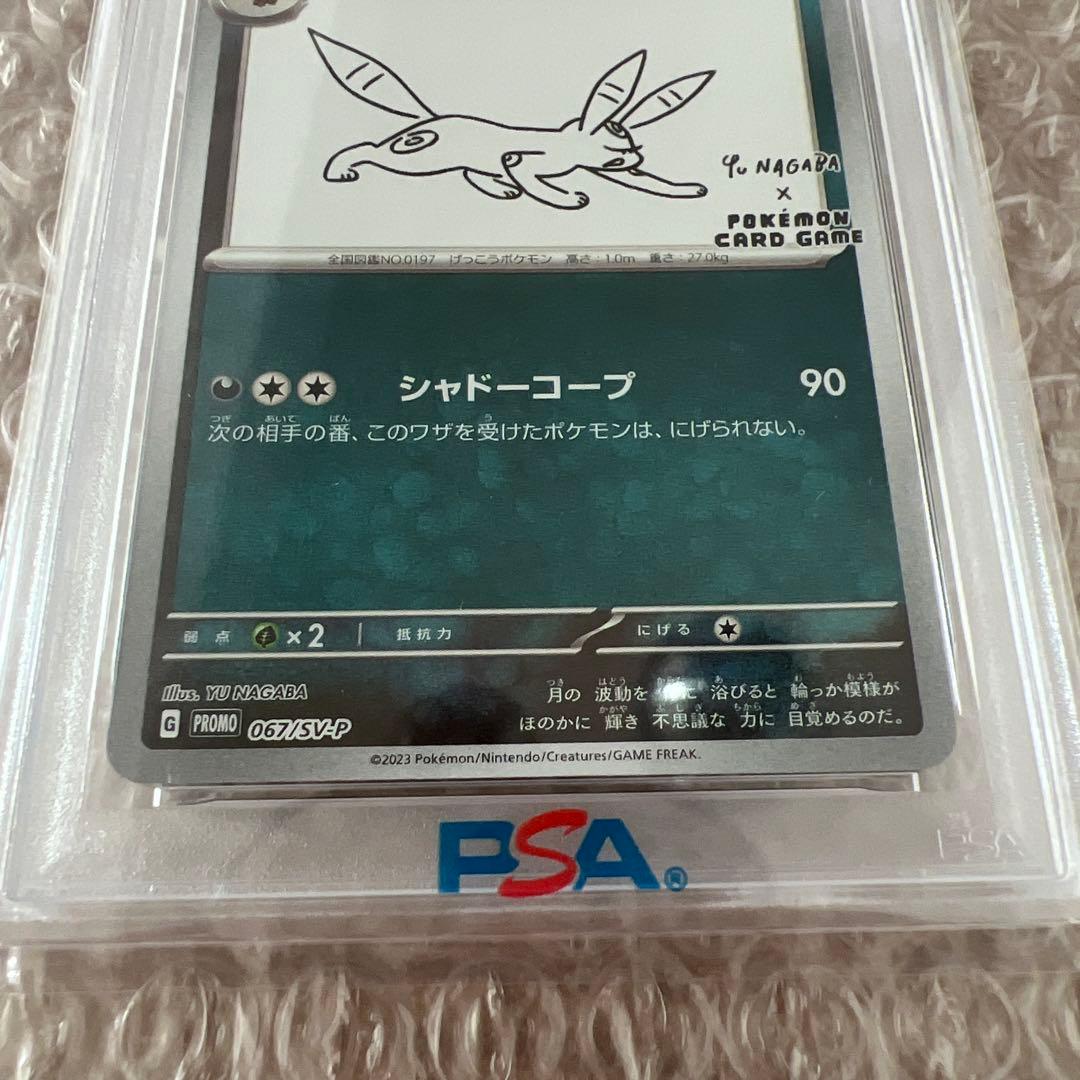 Yu NAGABA
×
POKÉMON
CARD GAME
全国図鑑NO.0197 げっこうポケモン 高さ:1.0m 重さ:27.0kg
シャドーコープ 90
次の相手の番、このワザを受けたポケモンは、にげられない。
弱点 ×2 抵抗力 にげる
Illus. YU NAGABA
月の波動を に浴びると輪っか模様が
ほのかに輝き不思議な力に目覚めるのだ。
G PROMO 067/SV-P
©2023 Pokémon/Nintendo/Creatures/GAME FREAK.
PSA®
PSA